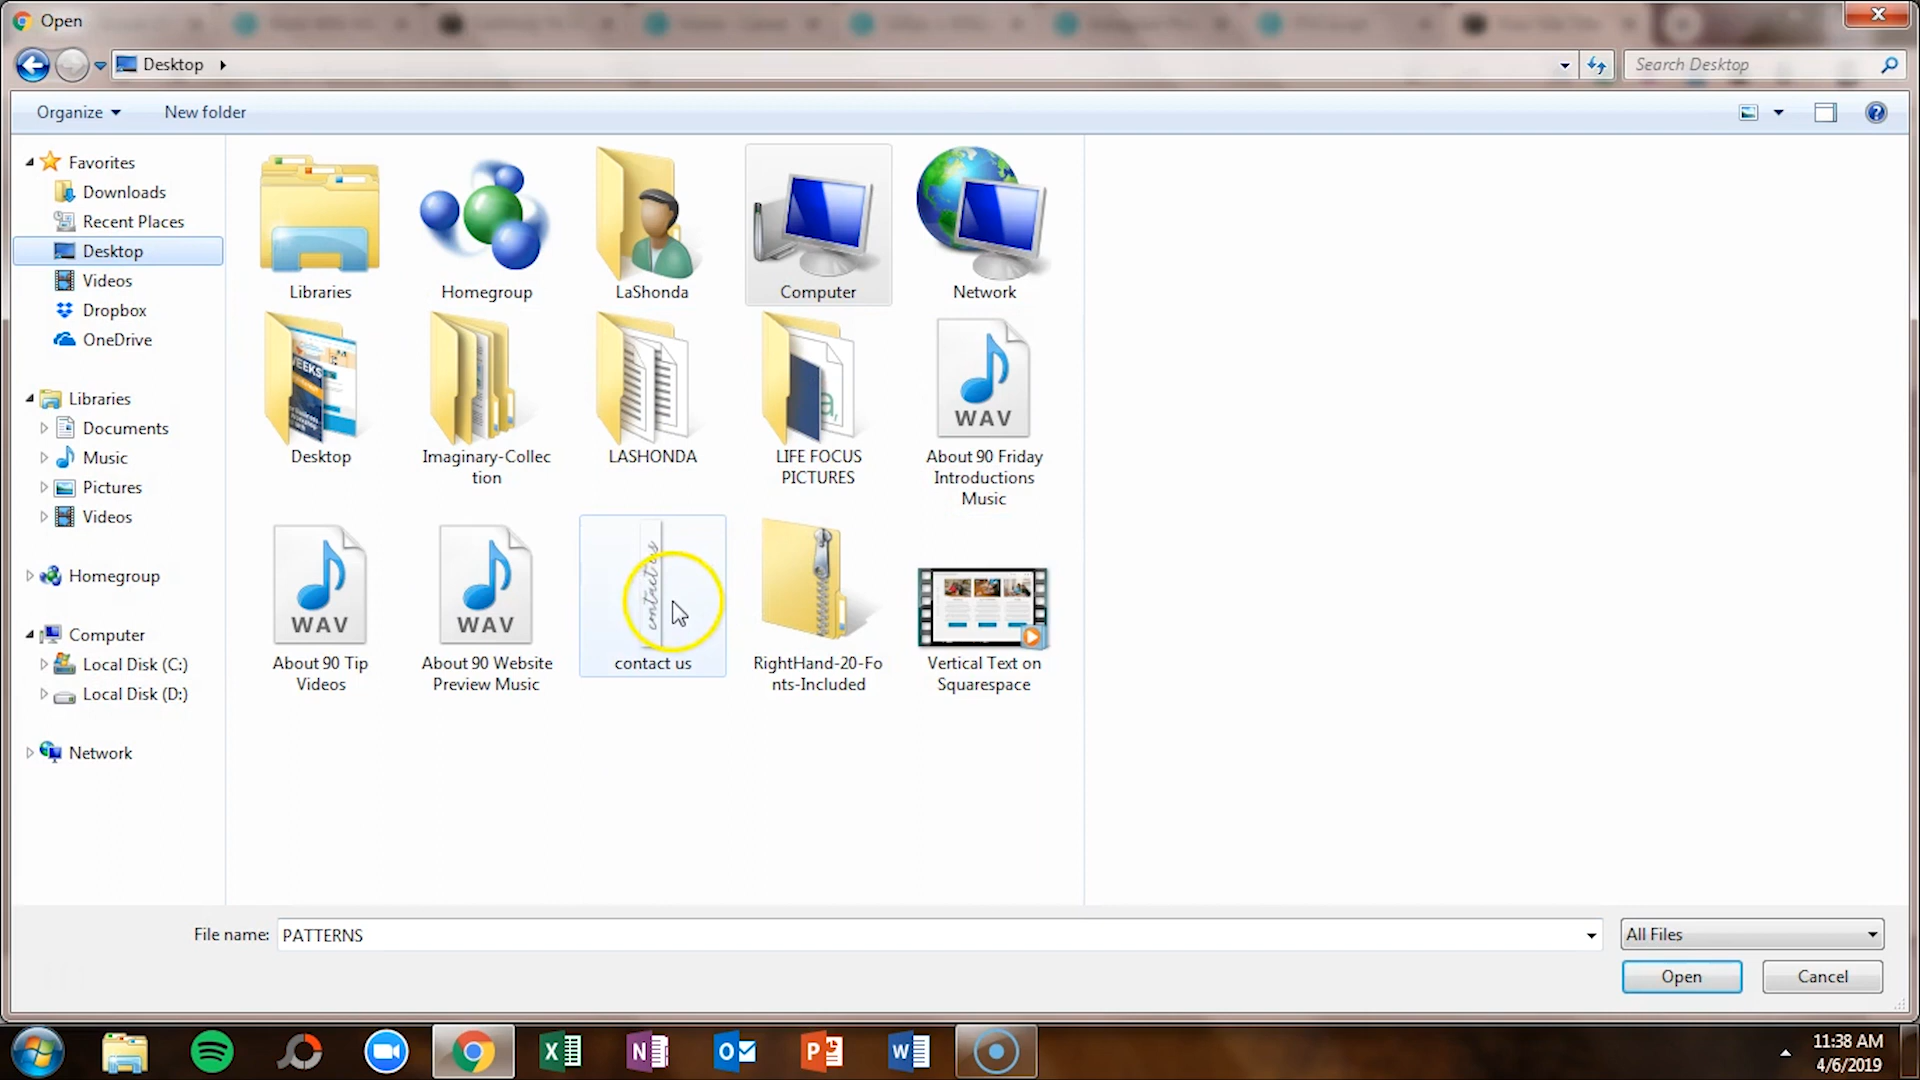 Open
Desktop
Search Desktop
Organize
New folder
Favorites
Downloads
Recent Places
Desktop
Videos
Dropbox
OneDrive
Libraries
Documents
Music
Pictures
Videos
Homegroup
Computer
Local Disk (C:)
Local Disk (D:)
Network
Libraries
Homegroup
LaShonda
Computer
Network
Desktop
Imaginary-Collec
tion
LASHONDA
LIFE FOCUS
PICTURES
WAV
About 90 Friday
Introductions
Music
WAV
About 90 Tip
Videos
WAV
About 90 Website
Preview Music
contact us
contact us
RightHand-20-Fo
nts-Included
Vertical Text on
Squarespace
File name:
PATTERNS
All Files
Open
Cancel
11:38 AM
4/6/2019